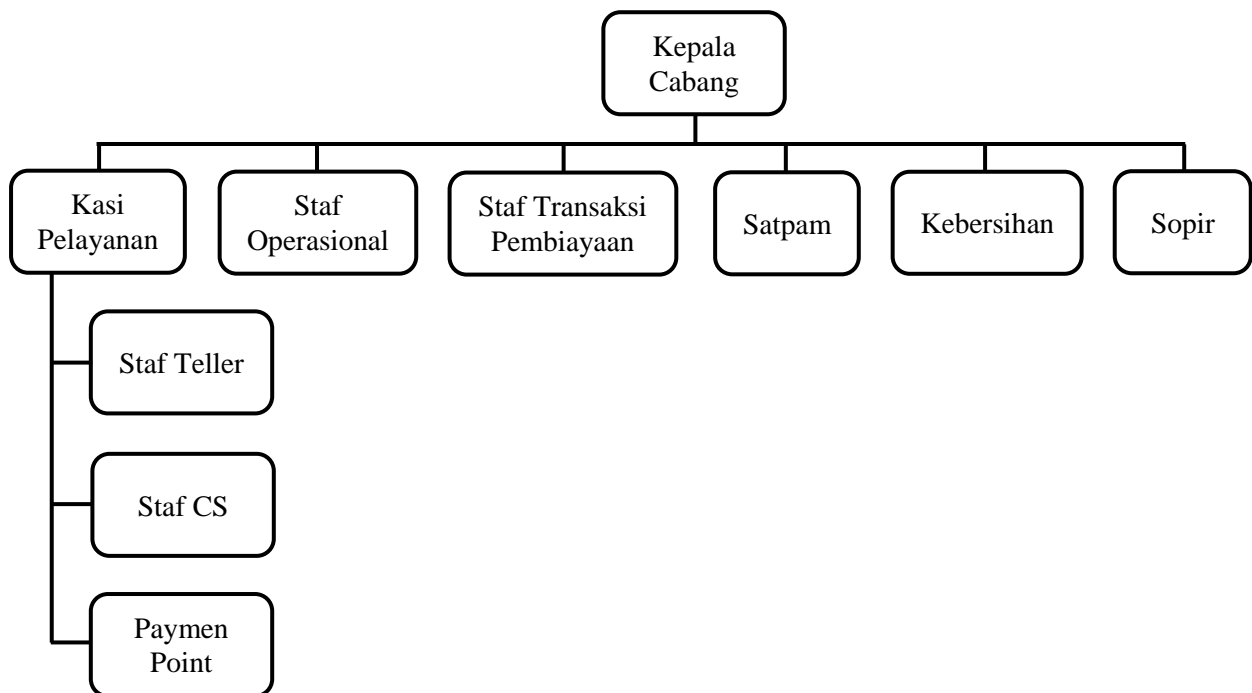 Kepala
Cabang
Kasi
Pelayanan
Staf
Operasional
Staf Transaksi
Pembiayaan
Satpam
Kebersihan
Sopir
Staf Teller
Staf CS
Paymen
Point